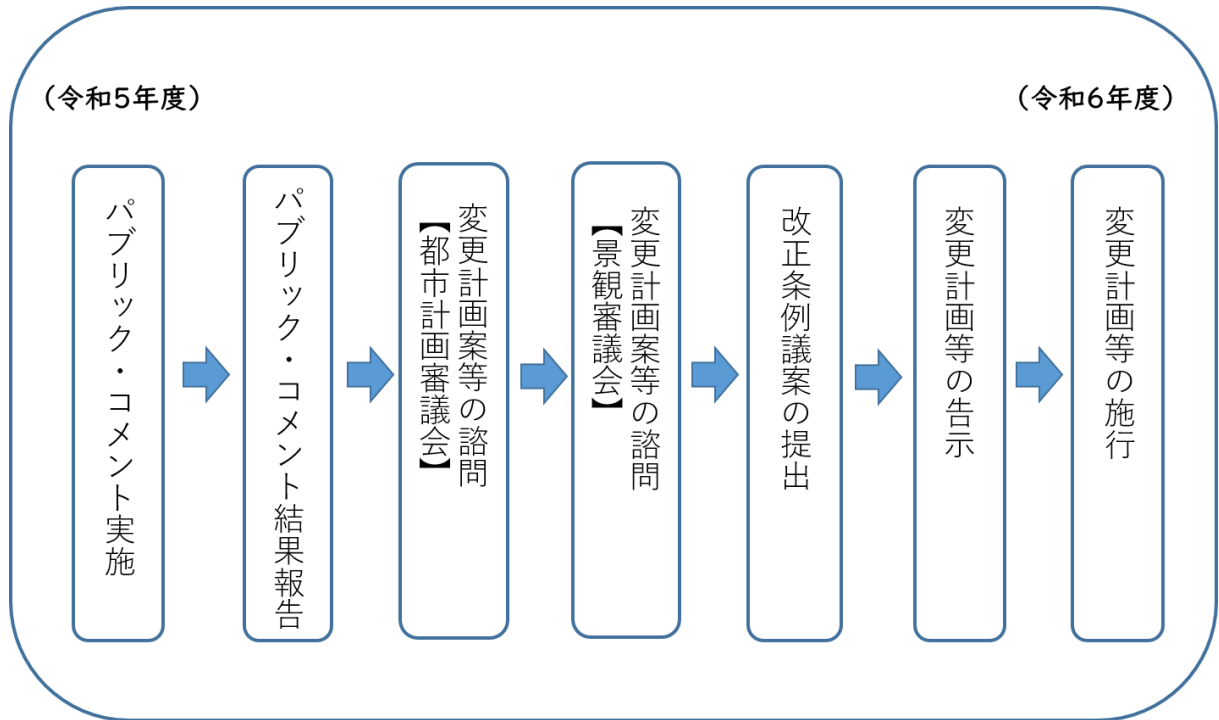 （令和5年度）
（令和6年度）
パブリック・コメント実施
パブリック・コメント結果報告
変更計画案等の諮問
【都市計画審議会】
変更計画案等の諮問
【景観審議会】
改正条例議案の提出
変更計画等の告示
変更計画等の施行